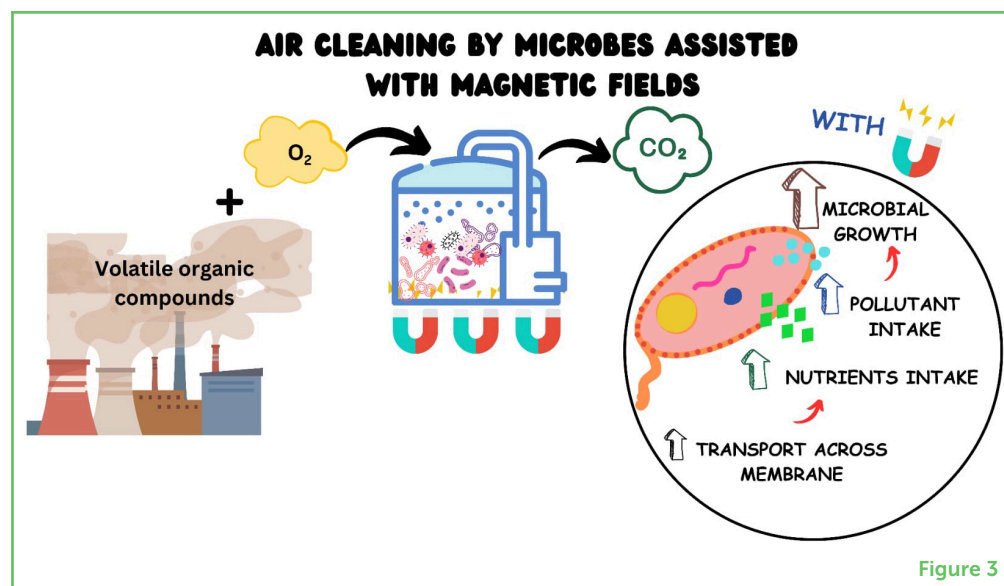 AIR CLEANING BY MICROBES ASSISTED
WITH MAGNETIC FIELDS
O₂
CO₂
+
Volatile organic
compounds
WITH
MICROBIAL
GROWTH
POLLUTANT
INTAKE
NUTRIENTS INTAKE
TRANSPORT ACROSS
MEMBRANE
Figure 3